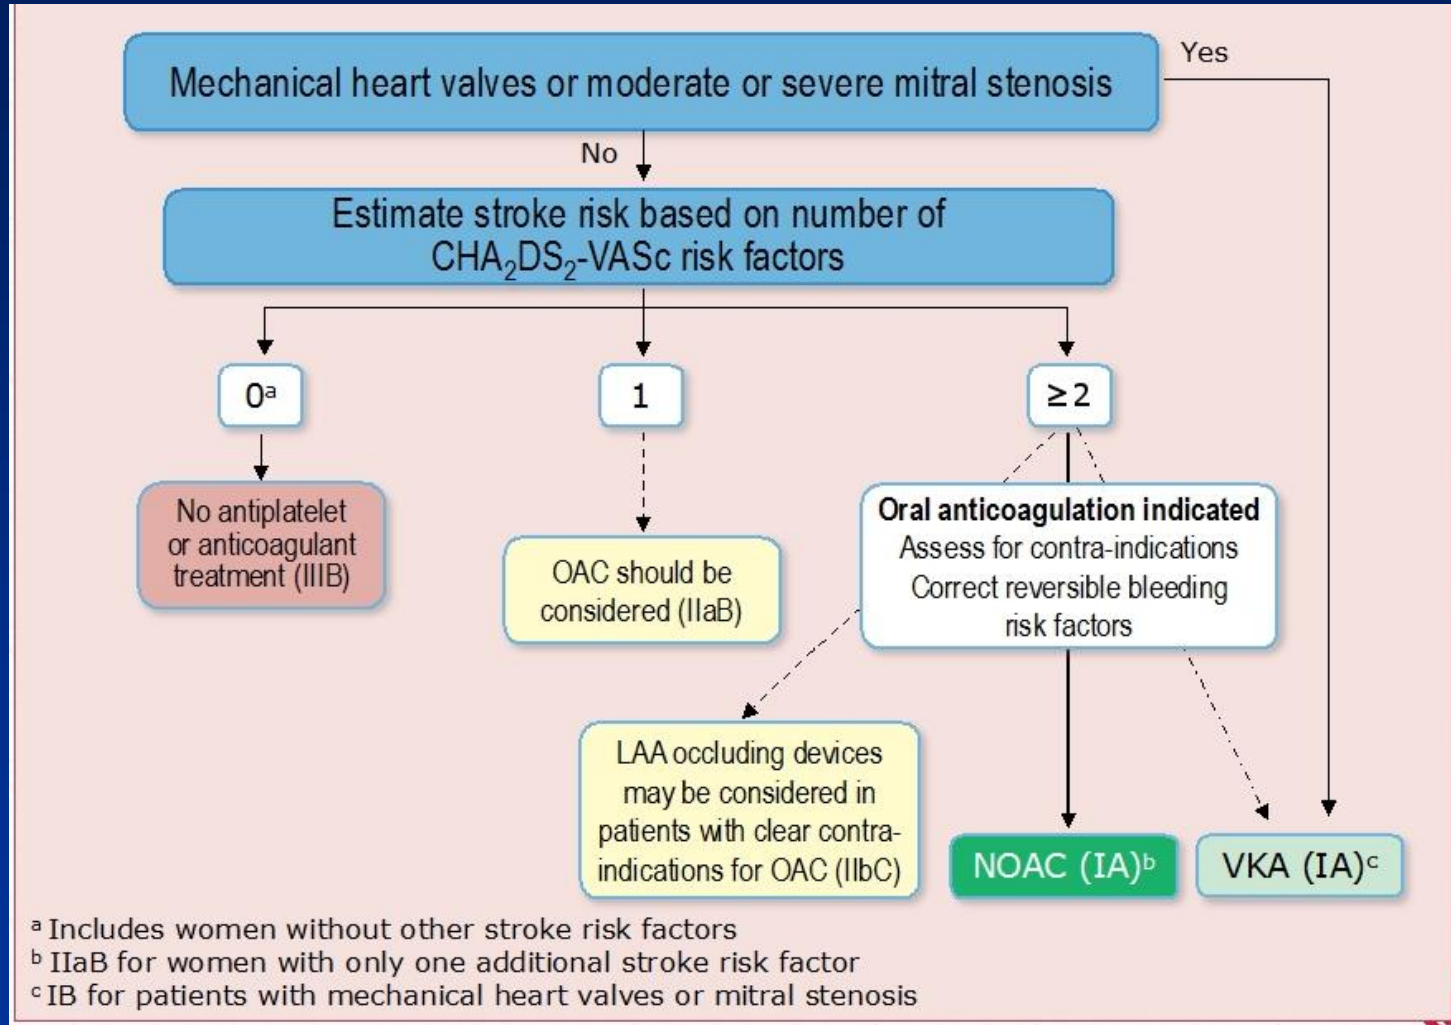 Mechanical heart valves or moderate or severe mitral stenosis
Yes
No
Estimate stroke risk based on number of
CHA₂DS₂-VASc risk factors
0ᵃ
1
≥2
No antiplatelet
or anticoagulant
treatment (IIIB)
OAC should be
considered (IIaB)
Oral anticoagulation indicated
Assess for contra-indications
Correct reversible bleeding
risk factors
LAA occluding devices
may be considered in
patients with clear contra-
indications for OAC (IIbC)
NOAC (IA)ᵇ
VKA (IA)ᶜ
ᵃ Includes women without other stroke risk factors
ᵇ IIaB for women with only one additional stroke risk factor
ᶜ IB for patients with mechanical heart valves or mitral stenosis